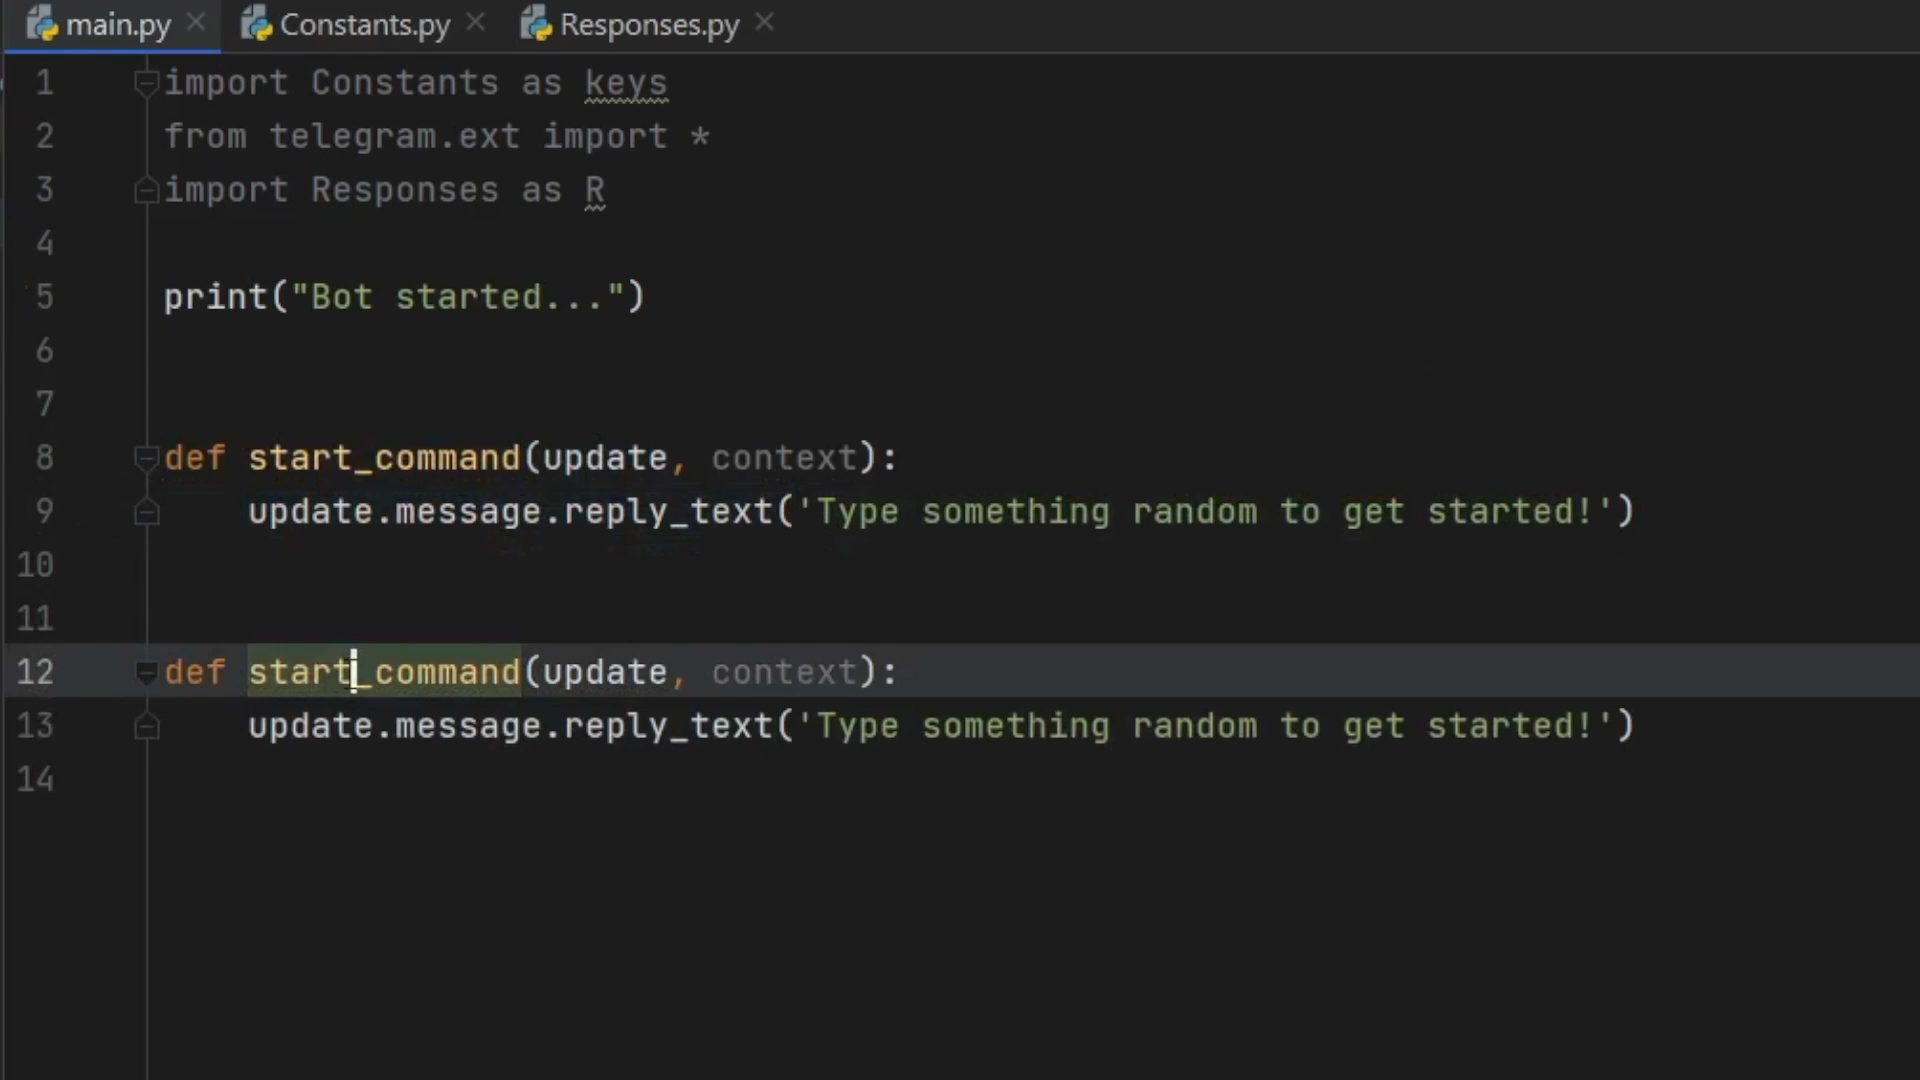 main.py Constants.py Responses.py
1 import Constants as keys
2 from telegram.ext import *
3 import Responses as R
4
5 print("Bot started...")
6
7
8 def start_command(update, context):
9 update.message.reply_text('Type something random to get started!')
10
11
12 def start_command(update, context):
13 update.message.reply_text('Type something random to get started!')
14